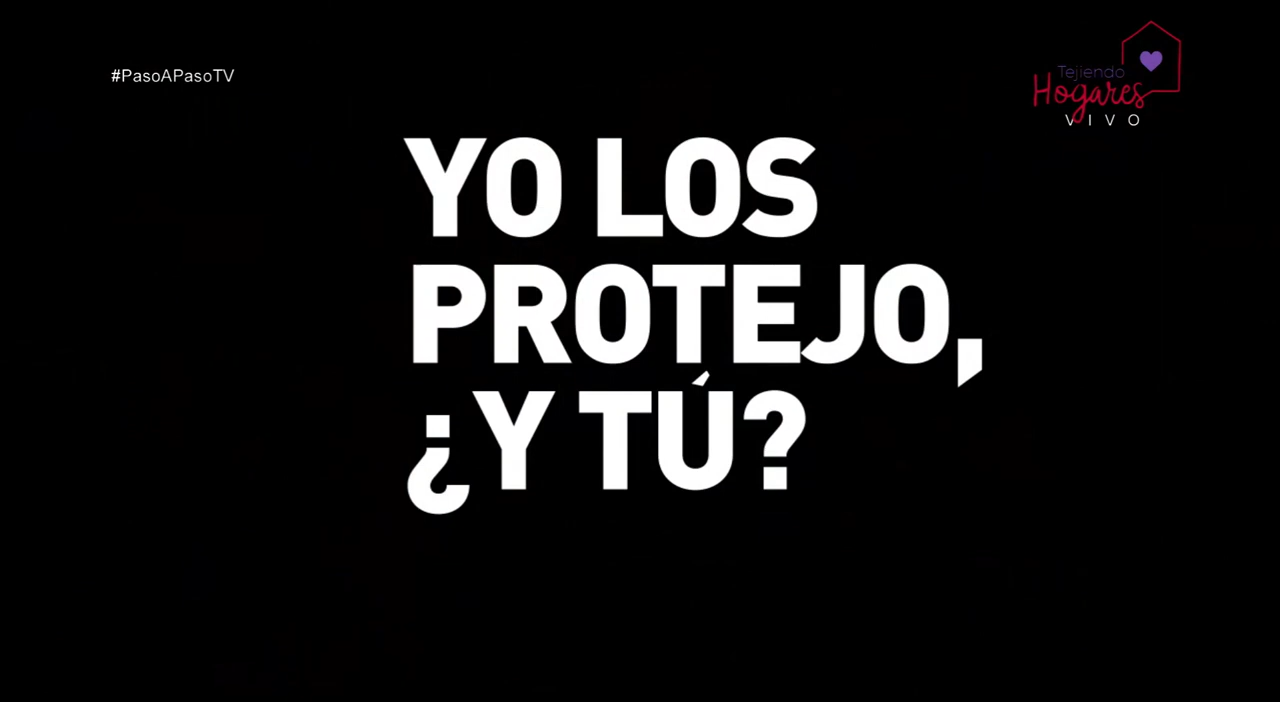 #PasoAPasoTV
Tejiendo
Hogares
VIVO
YO LOS
PROTEJO,
¿Y TÚ?